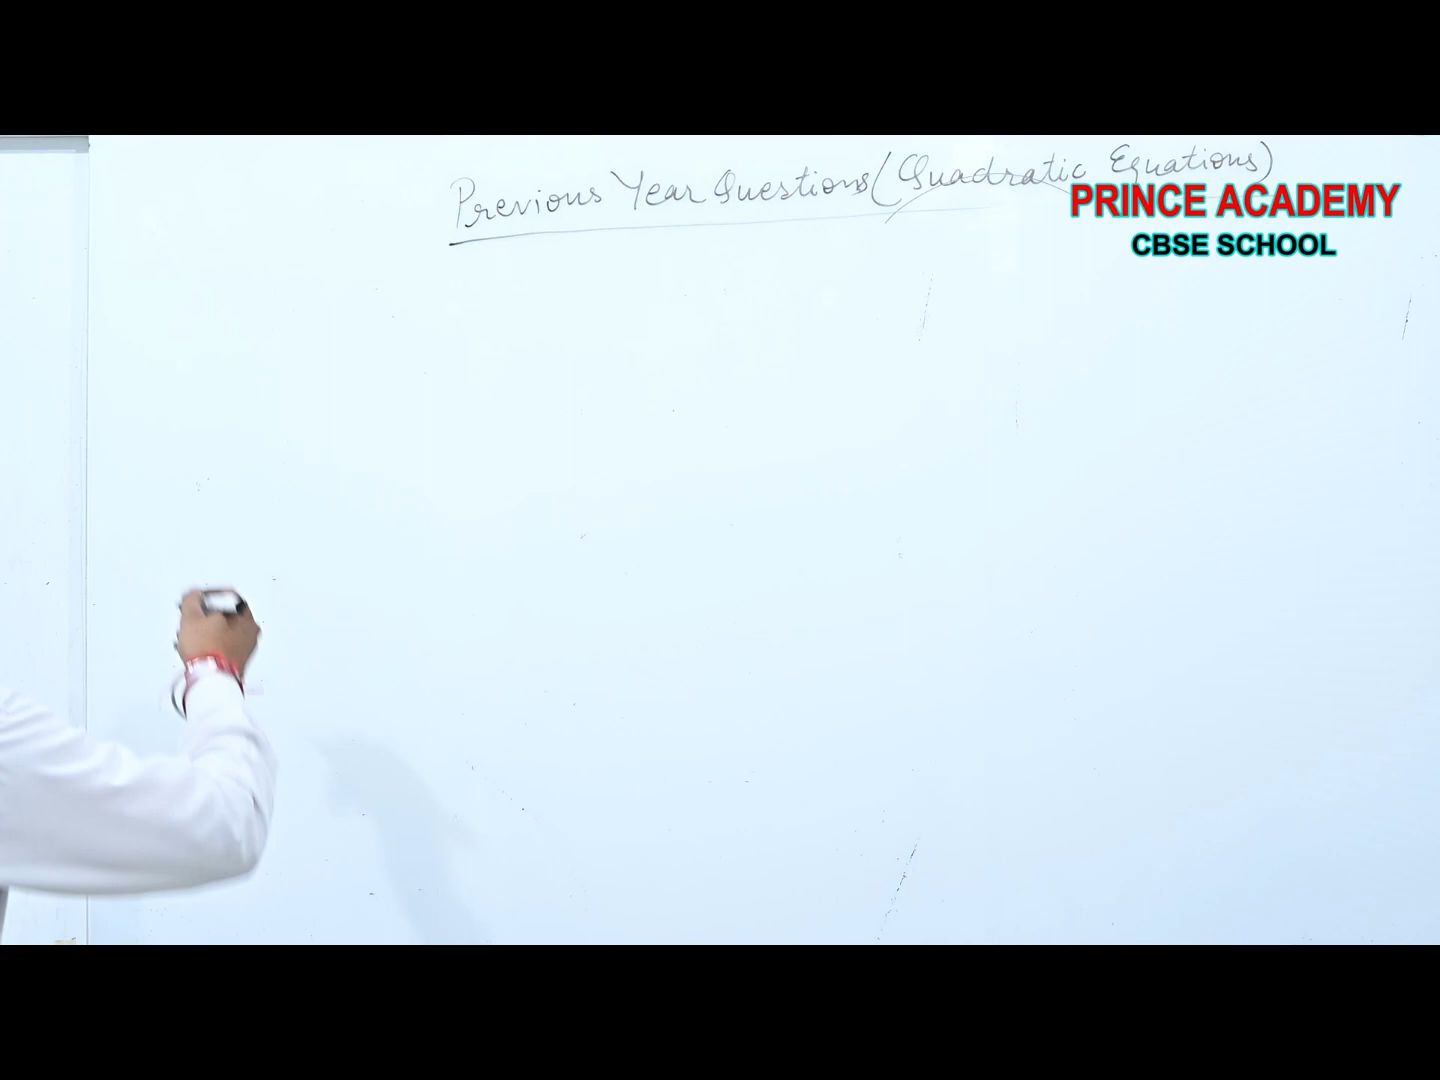 Previous Year Questions (Quadratic Equations)
PRINCE ACADEMY
CBSE SCHOOL